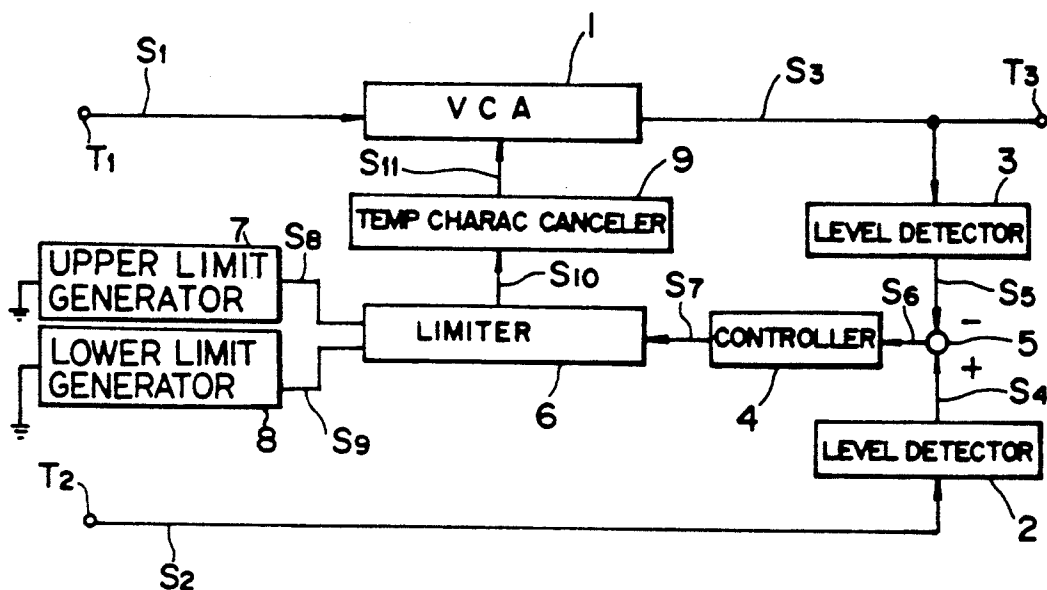 1
S1
V C A
S3
T3
T1
S11
9
3
TEMP CHARAC CANCELER
LEVEL DETECTOR
7
S8
UPPER LIMIT
GENERATOR
S10
S7
S6
S5
-
LIMITER
CONTROLLER
5
LOWER LIMIT
GENERATOR
+
S4
6
4
8
S9
LEVEL DETECTOR
T2
2
S2